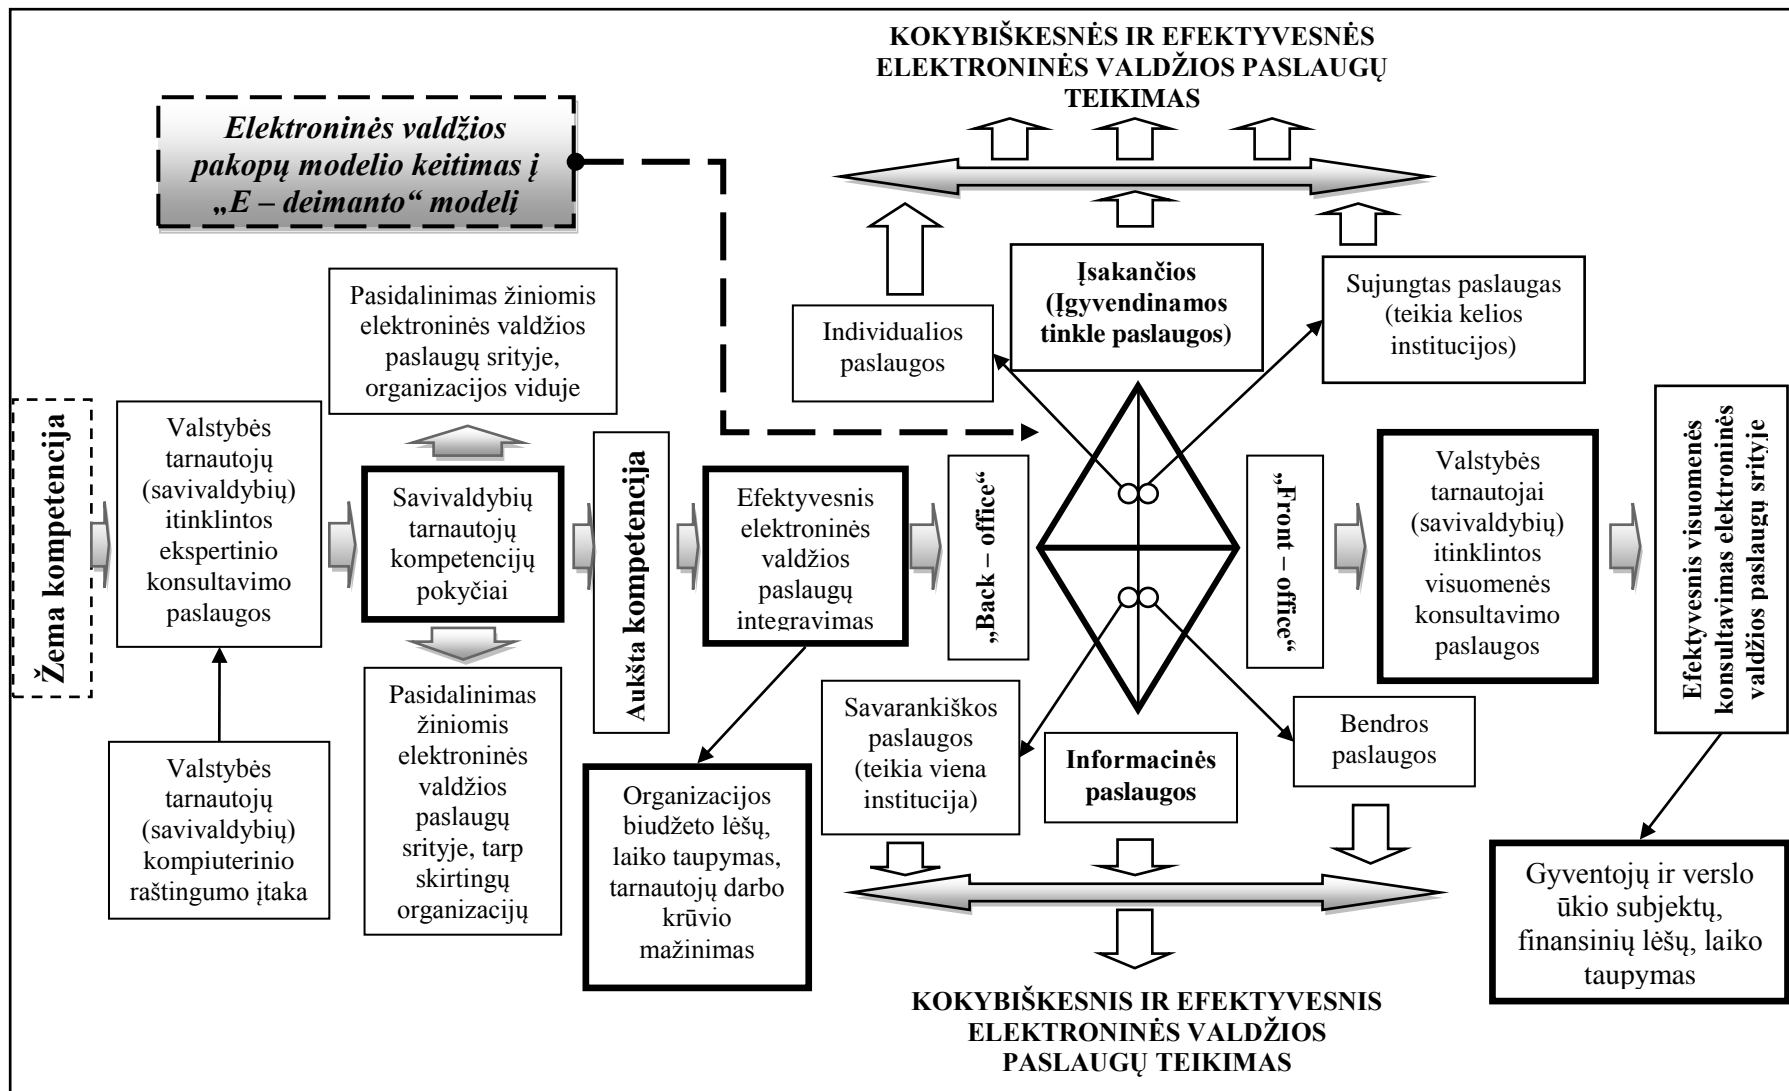 KOKYBIŠKESNĖS IR EFEKTYVESNĖS
ELEKTRONINĖS VALDŽIOS PASLAUGŲ
TEIKIMAS
Elektroninės valdžios
pakopų modelio keitimas į
„E – deimanto“ modelį
Pasidalinimas žiniomis
elektroninės valdžios
paslaugų srityje,
organizacijos viduje
Individualios
paslaugos
Įsakančios
(Įgyvendinamos
tinkle paslaugos)
Sujungtas paslaugas
(teikia kelios
institucijos)
Žema kompetencija
Valstybės
tarnautojų
(savivaldybių)
itinklintos
ekspertinio
konsultavimo
paslaugos
Savivaldybių
tarnautojų
kompetencijų
pokyčiai
Aukšta kompetencija
Efektyvesnis
elektroninės
valdžios
paslaugų
integravimas
„Back – office“
„Front – office“
Valstybės
tarnautojai
(savivaldybių)
itinklintos
visuomenės
konsultavimo
paslaugos
Efektyvesnis visuomenės
konsultavimas elektroninės
valdžios paslaugų srityje
Valstybės
tarnautojų
(savivaldybių)
kompiuterinio
raštingumo įtaka
Pasidalinimas
žiniomis
elektroninės
valdžios
paslaugų
srityje, tarp
skirtingų
organizacijų
Organizacijos
biudžeto lėšų,
laiko taupymas,
tarnautojų darbo
krūvio
mažinimas
Savarankiškos
paslaugos
(teikia viena
institucija)
Informacinės
paslaugos
Bendros
paslaugos
Gyventojų ir verslo
ūkio subjektų,
finansinių lėšų, laiko
taupymas
KOKYBIŠKESNIS IR EFEKTYVESNIS
ELEKTRONINĖS VALDŽIOS
PASLAUGŲ TEIKIMAS